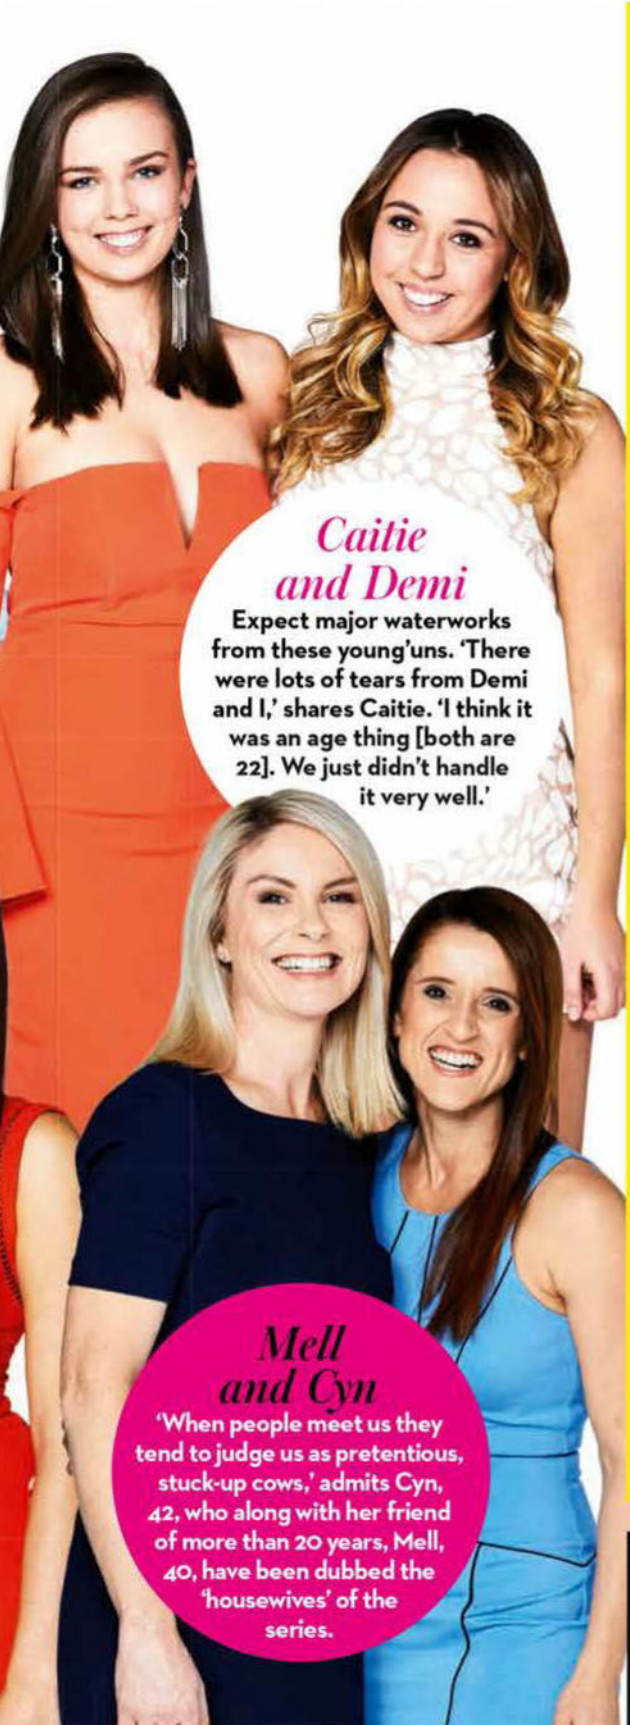 Caitie
and Demi
Expect major waterworks
from these young'uns. 'There
were lots of tears from Demi
and I,' shares Caitie. 'I think it
was an age thing [both are
22]. We just didn't handle
it very well.'
Mell
and Cyn
'When people meet us they
tend to judge us as pretentious,
stuck-up cows,' admits Cyn,
42, who along with her friend
of more than 20 years, Mell,
40, have been dubbed the
'housewives' of the
series.